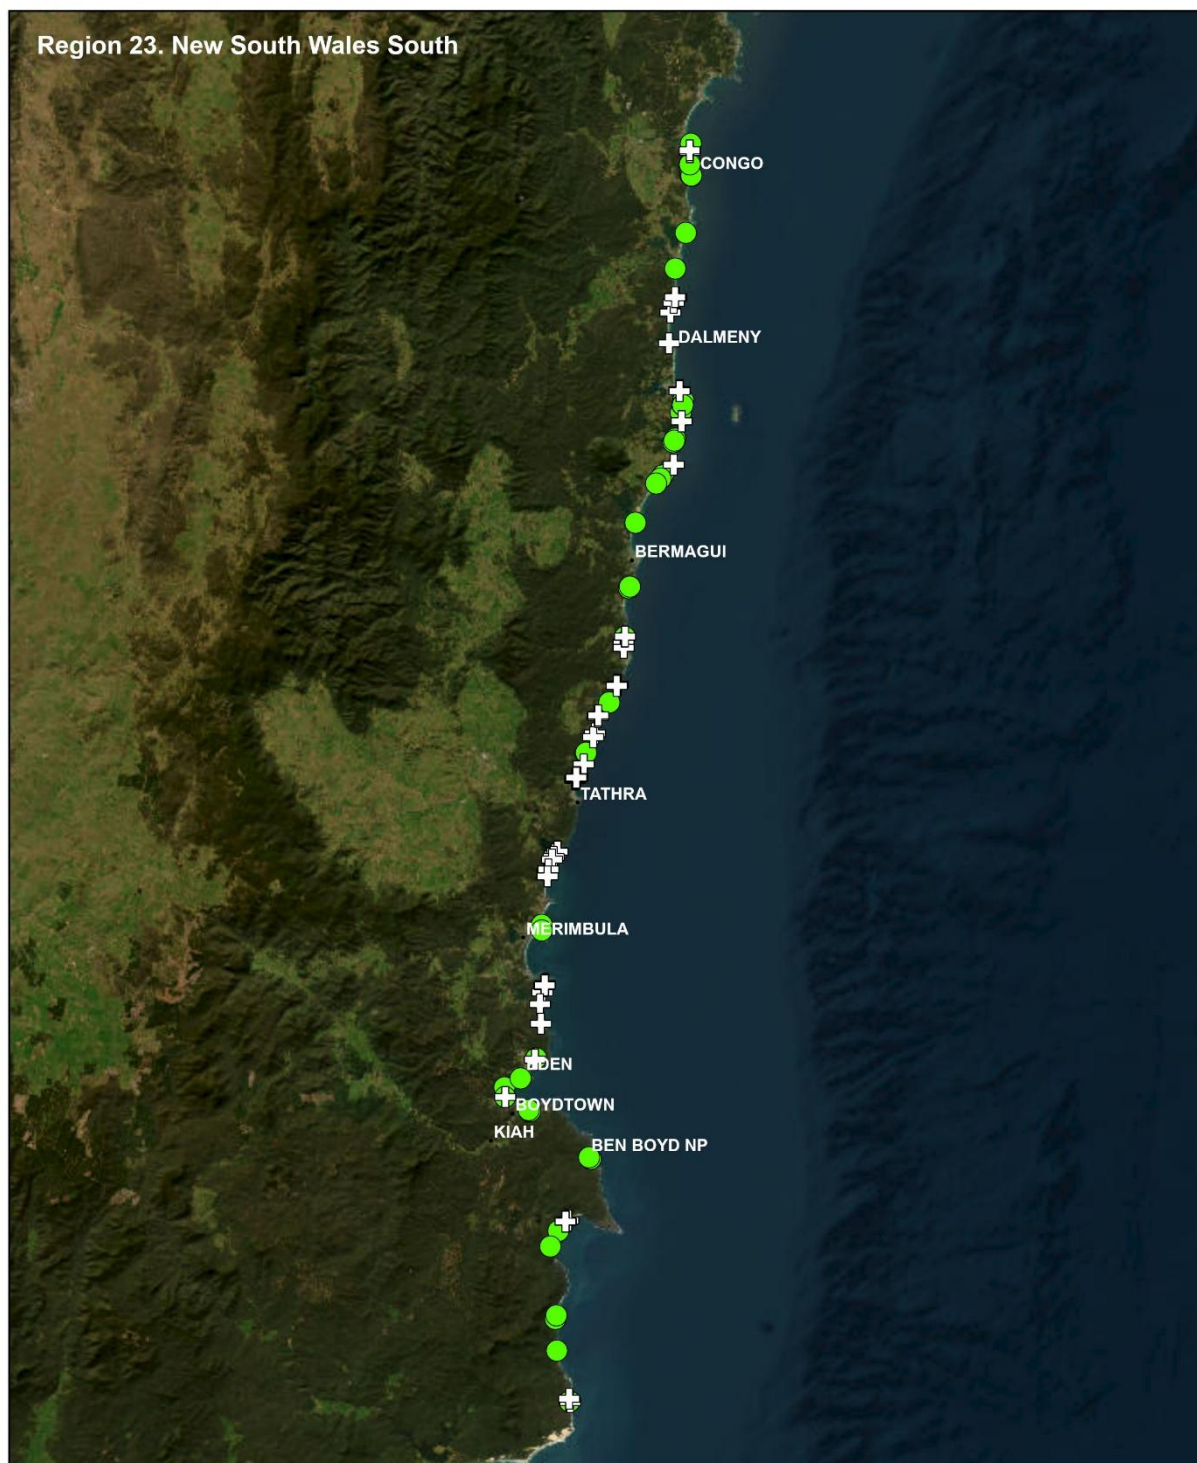 Region 23. New South Wales South
CONGO
DALMENY
BERMAGUI
TATHRA
MERIMBULA
EDEN
BOYDTOWN
KIAH
BEN BOYD NP